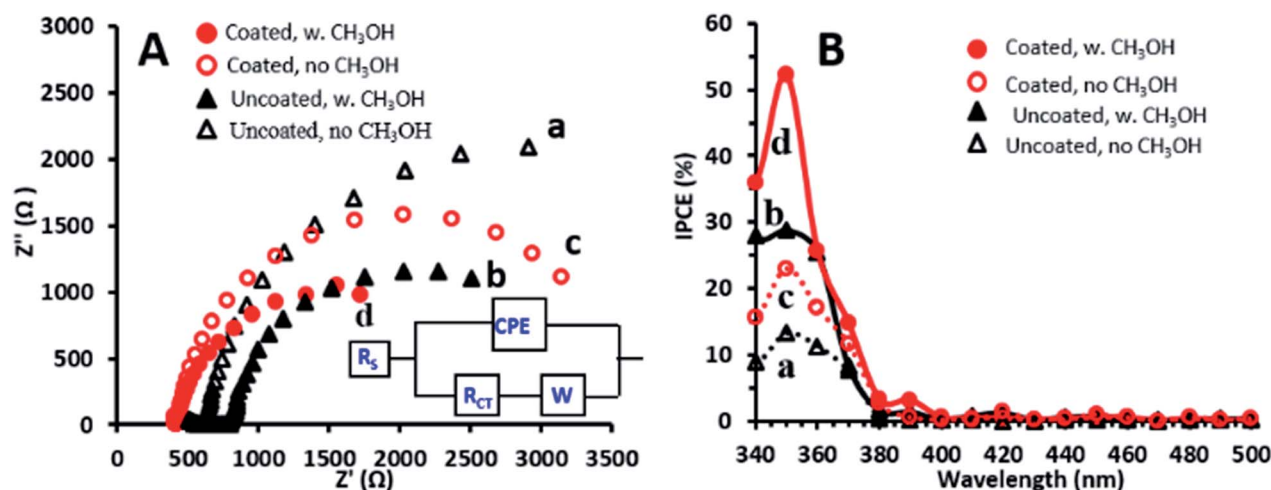 A
Coated, w. CH₃OH
Coated, no CH₃OH
Uncoated, w. CH₃OH
Uncoated, no CH₃OH
3000
2500
2000
1500
1000
500
0
Z'' (Ω )
a
c
b
d
CPE
R_S
R_CT
W
0 500 1000 1500 2000 2500 3000 3500
Z' (Ω)
B
Coated, w. CH₃OH
Coated, no CH₃OH
Uncoated, w. CH₃OH
Uncoated, no CH₃OH
60
50
40
30
20
10
0
IPCE (%)
d
b
c
a
340 360 380 400 420 440 460 480 500
Wavelength (nm)